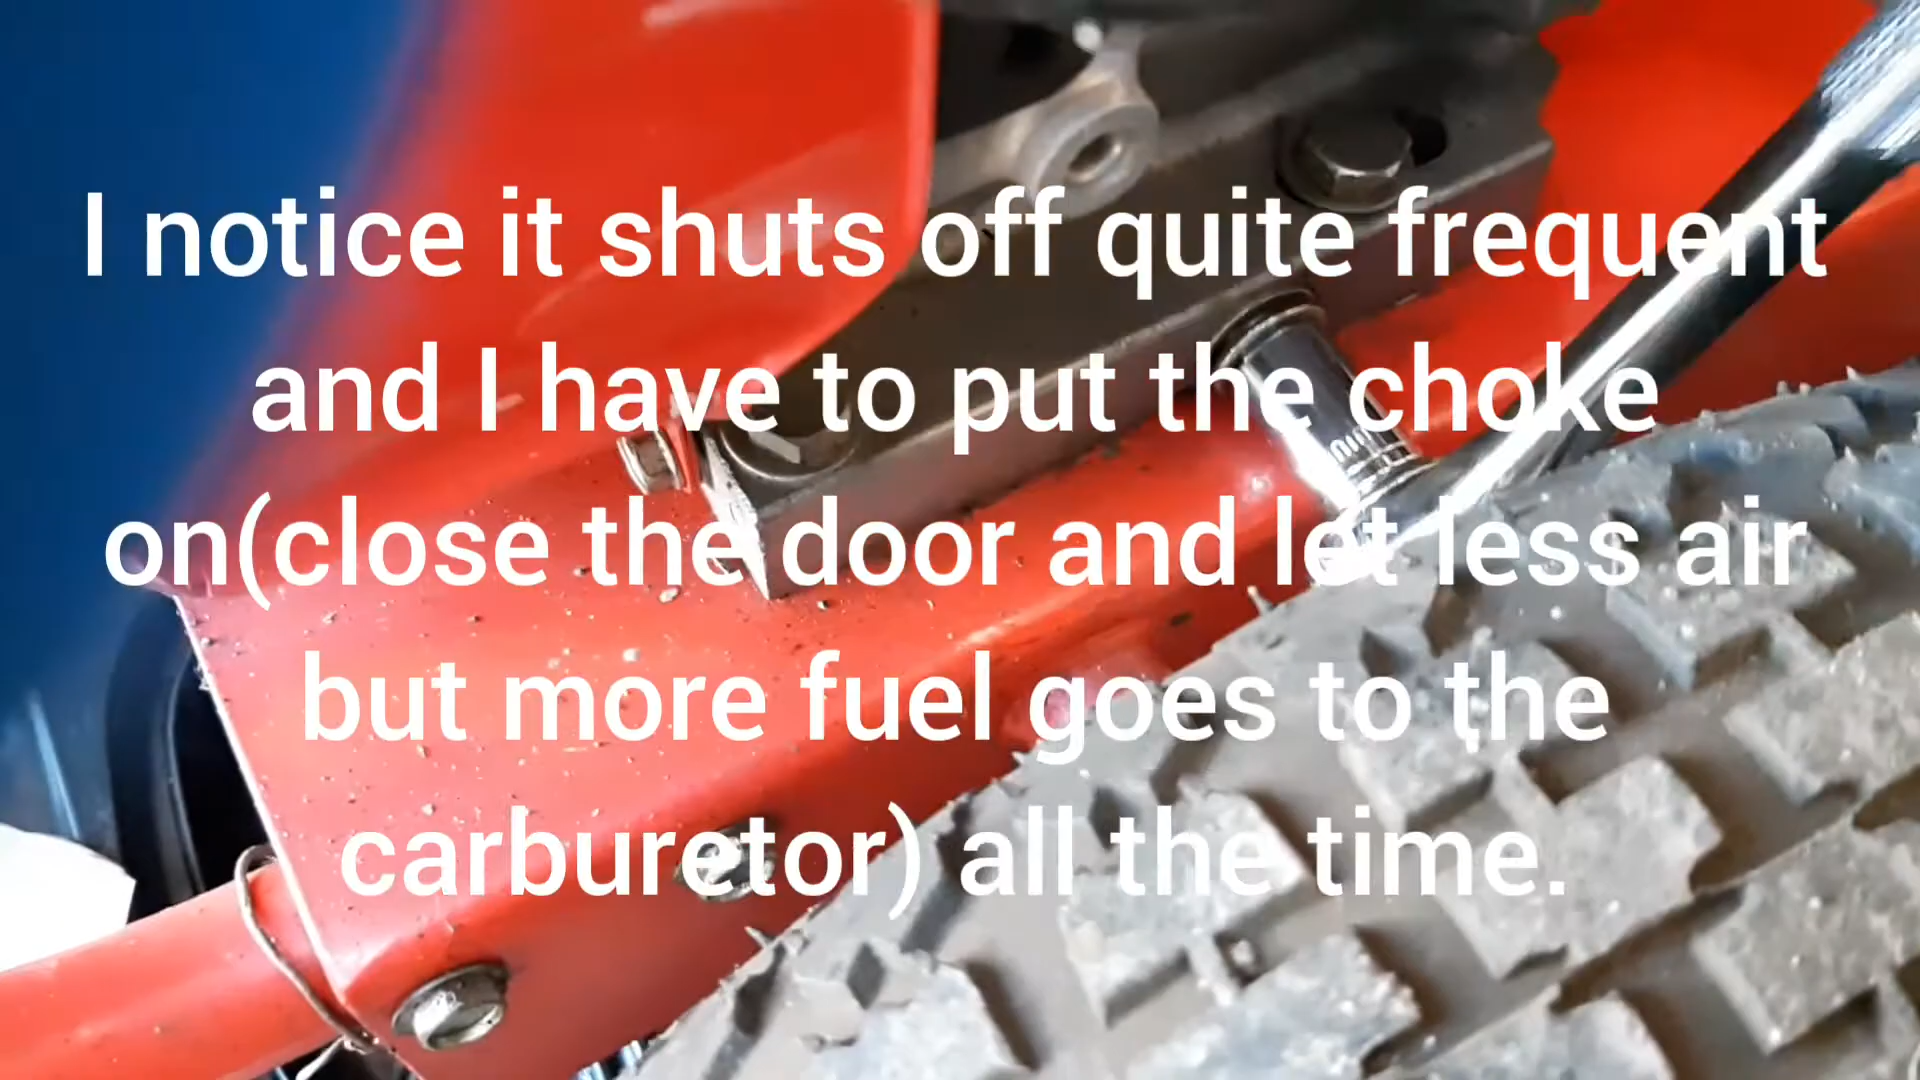 I notice it shuts off quite frequent
and I have to put the choke
on(close the door and let less air
but more fuel goes to the
carburetor) all the time.